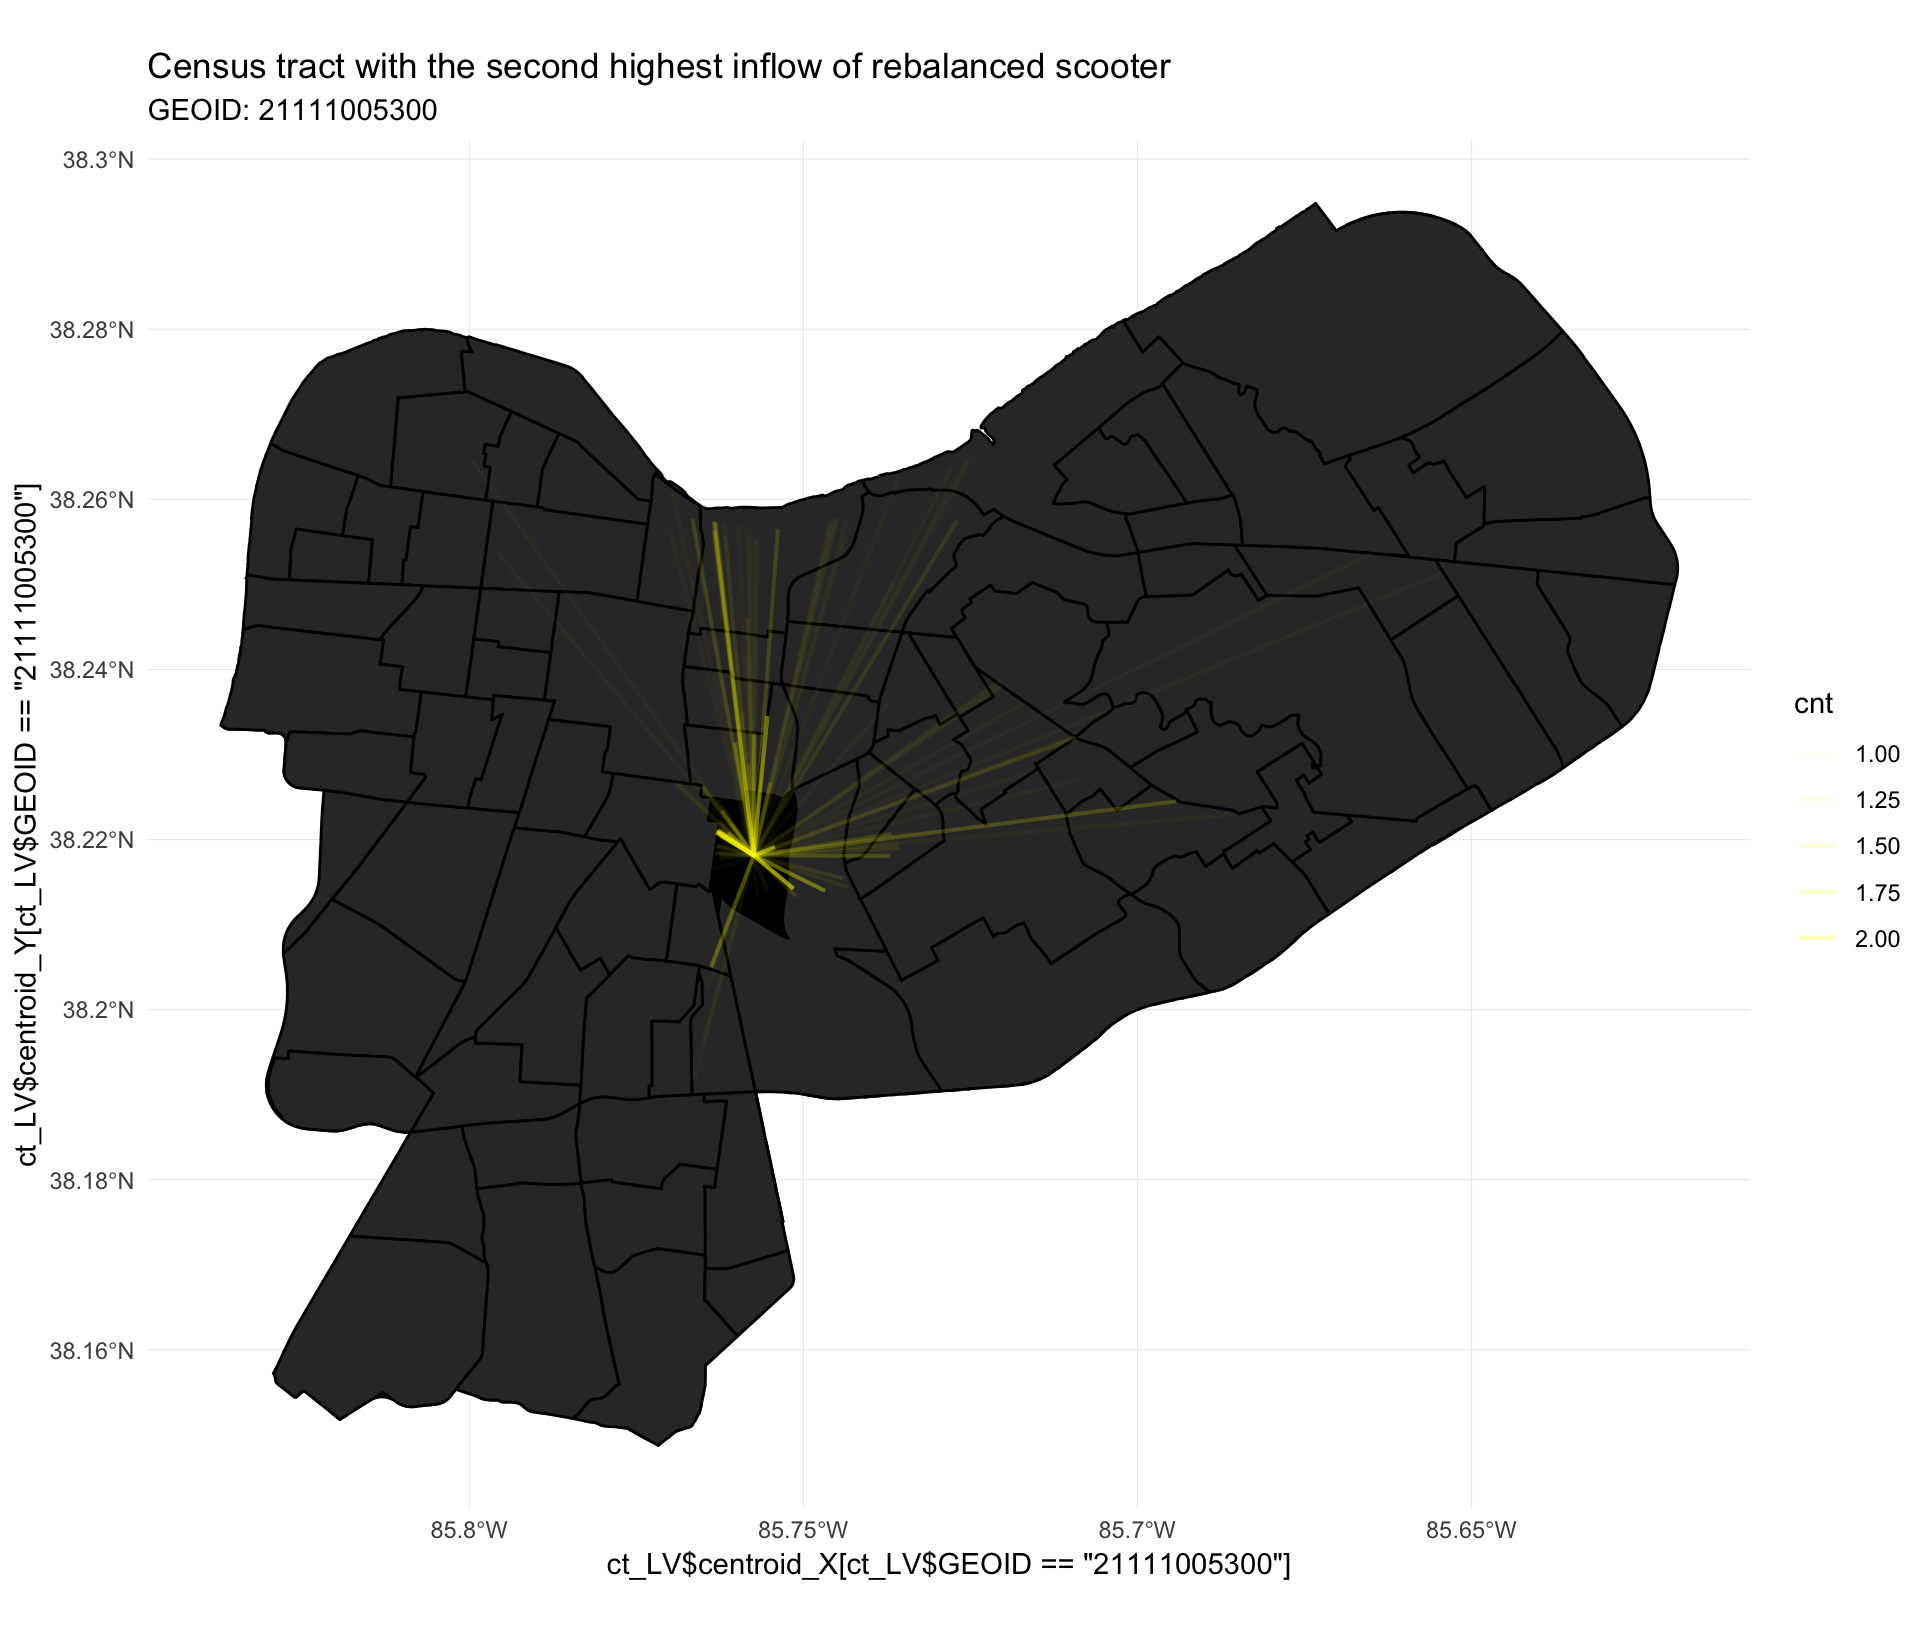 Census tract with the second highest inflow of rebalanced scooter
GEOID: 21111005300
38.3°N
38.28°N
38.26°N
38.24°N
38.22°N
38.2°N
38.18°N
38.16°N
ct_LV$centroid_Y[ct_LV$GEOID == "21111005300"]
85.8°W
85.75°W
85.7°W
85.65°W
ct_LV$centroid_X[ct_LV$GEOID == "21111005300"]
cnt
1.00
1.25
1.50
1.75
2.00